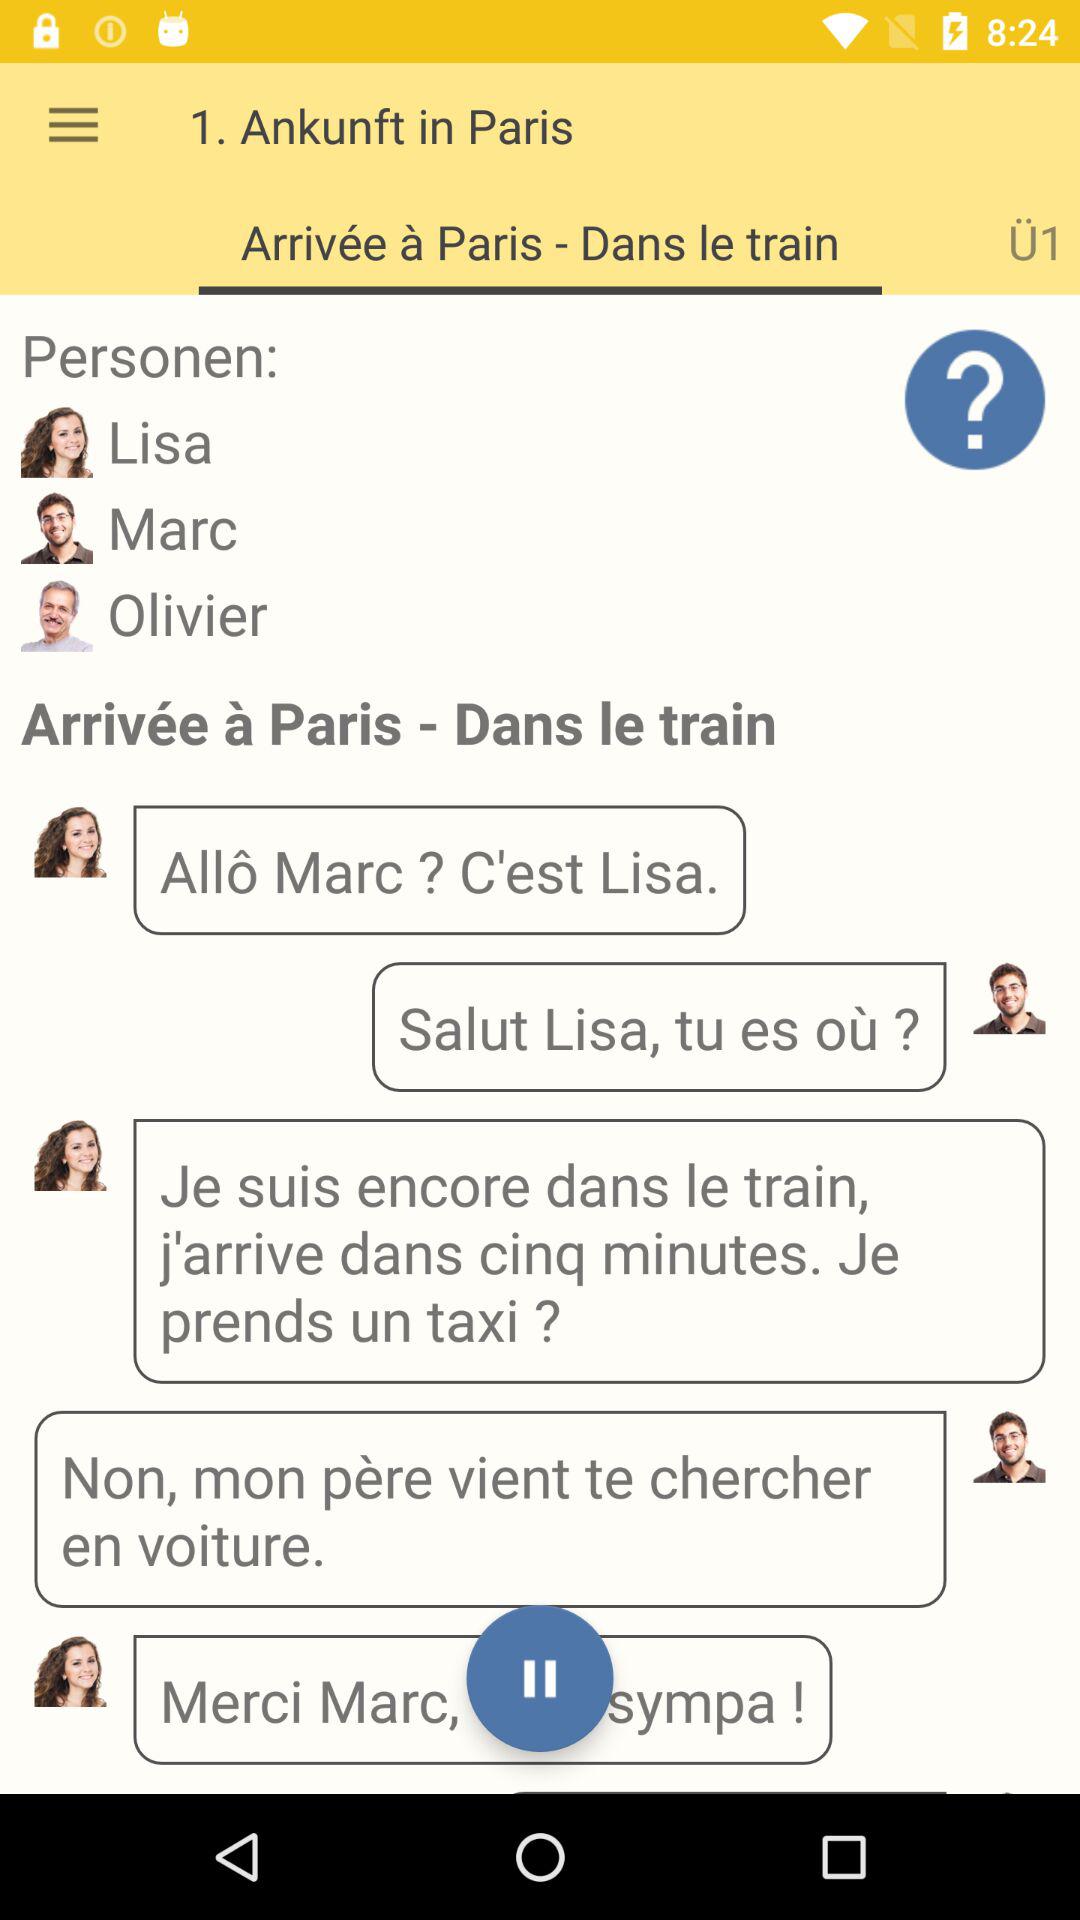 8:24
1. Ankunft in Paris
Arrivée à Paris - Dans le train Ü1
Personen:
Lisa
Marc
Olivier
Arrivée à Paris - Dans le train
Allô Marc ? C'est Lisa.
Salut Lisa, tu es où ?
Je suis encore dans le train,
j'arrive dans cinq minutes. Je
prends un taxi ?
Non, mon père vient te chercher
en voiture.
Merci Marc, sympa !